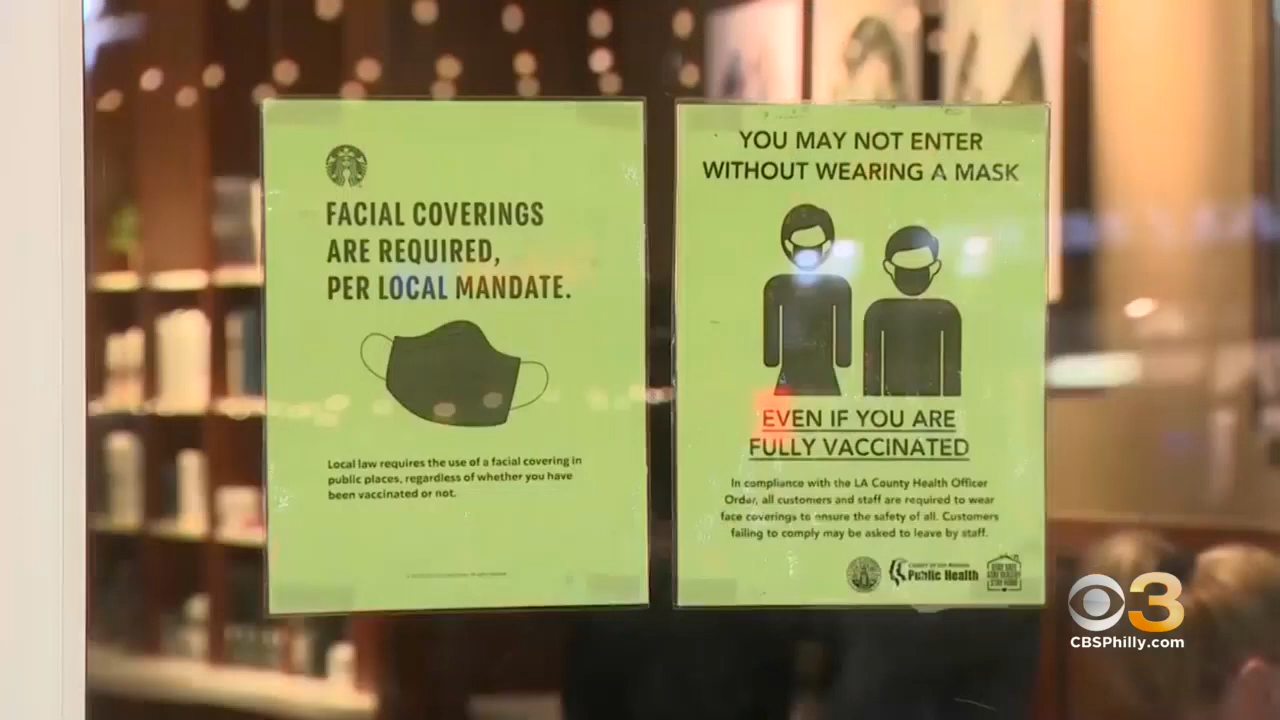 FACIAL COVERINGS
ARE REQUIRED,
PER LOCAL MANDATE.
Local law requires the use of a facial covering in
public places, regardless of whether you have
been vaccinated or not.
YOU MAY NOT ENTER
WITHOUT WEARING A MASK
EVEN IF YOU ARE
FULLY VACCINATED
In compliance with the LA County Health Officer
Order, all customers and staff are required to wear
face coverings to ensure the safety of all. Customers
failing to comply may be asked to leave by staff.
Public Health
3
CBSPhilly.com